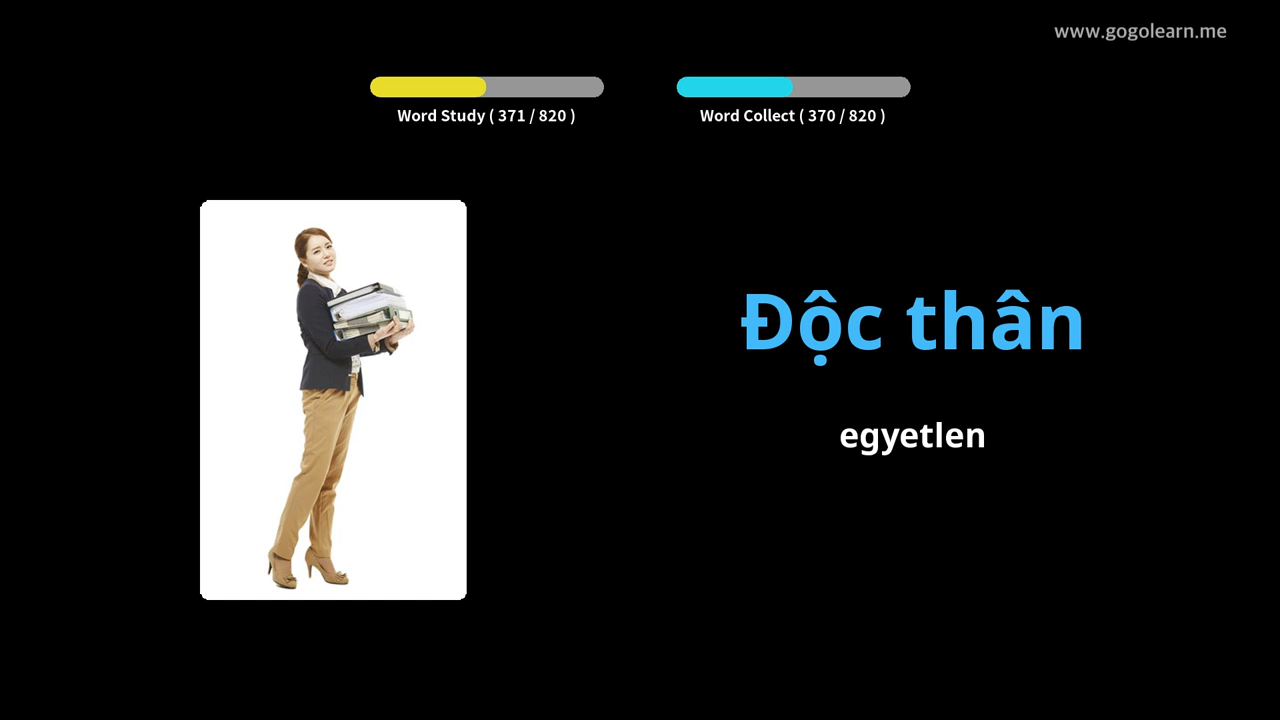 www.gogolearn.me
Word Study ( 371 / 820 )
Word Collect ( 370 / 820 )
Độc thân
egyetlen